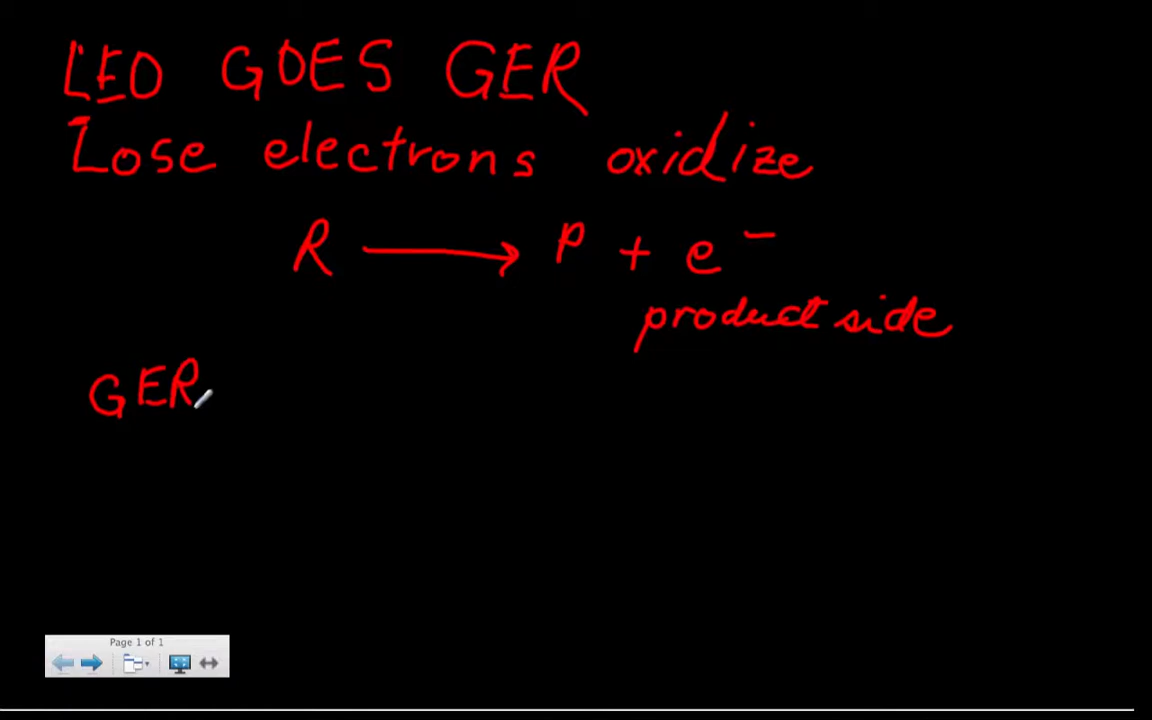 LEO GOES GER
Lose electrons oxidize
R ⟶ P + e⁻
product side
GER
Page 1 of 1